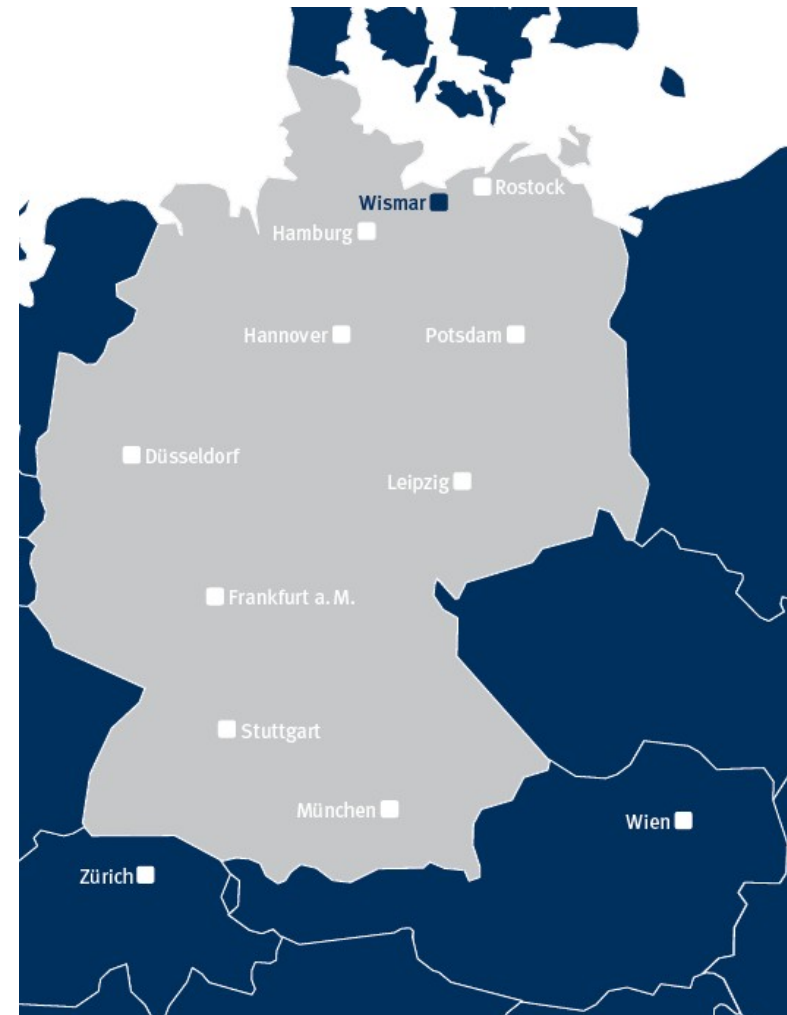 Rostock
Wismar
Hamburg
Hannover
Potsdam
Düsseldorf
Leipzig
Frankfurt a. M.
Stuttgart
München
Wien
Zürich